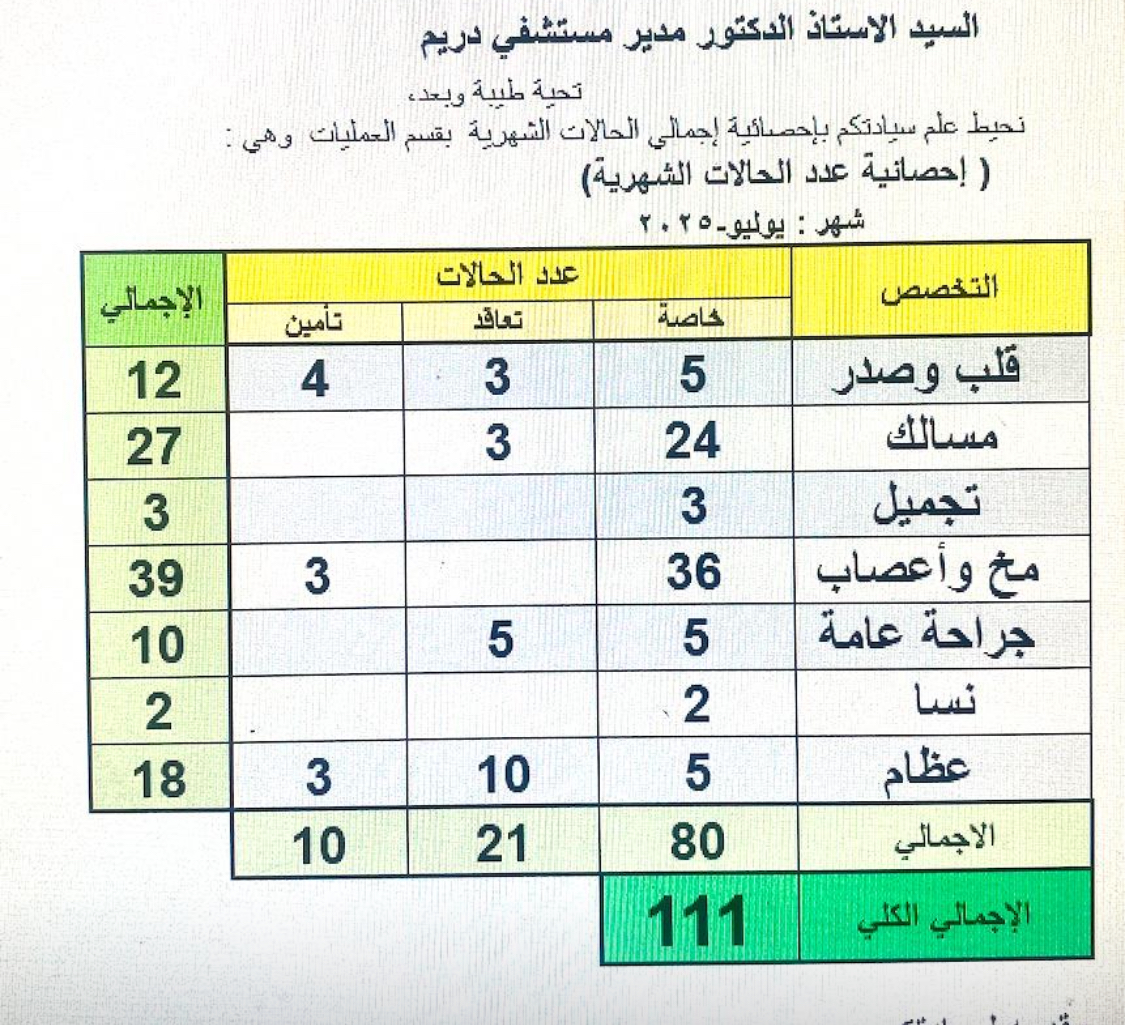 السيد الاستاذ الدكتور مدير مستشفي دريم
تحية طيبة وبعد،
نحيط علم سيادتكم بإحصائية إجمالي الحالات الشهرية بقسم العمليات وهي :
( إحصائية عدد الحالات الشهرية)
شهر : يوليو-٢٠٢٥
التخصص عدد الحالات الإجمالي
خاصة تعاقد تأمين
قلب وصدر 5 3 4 12
مسالك 24 3 27
تجميل 3 3
مخ وأعصاب 36 3 39
جراحة عامة 5 5 10
نسا 2 2
عظام 5 10 3 18
الاجمالي 80 21 10
الإجمالي الكلي 111